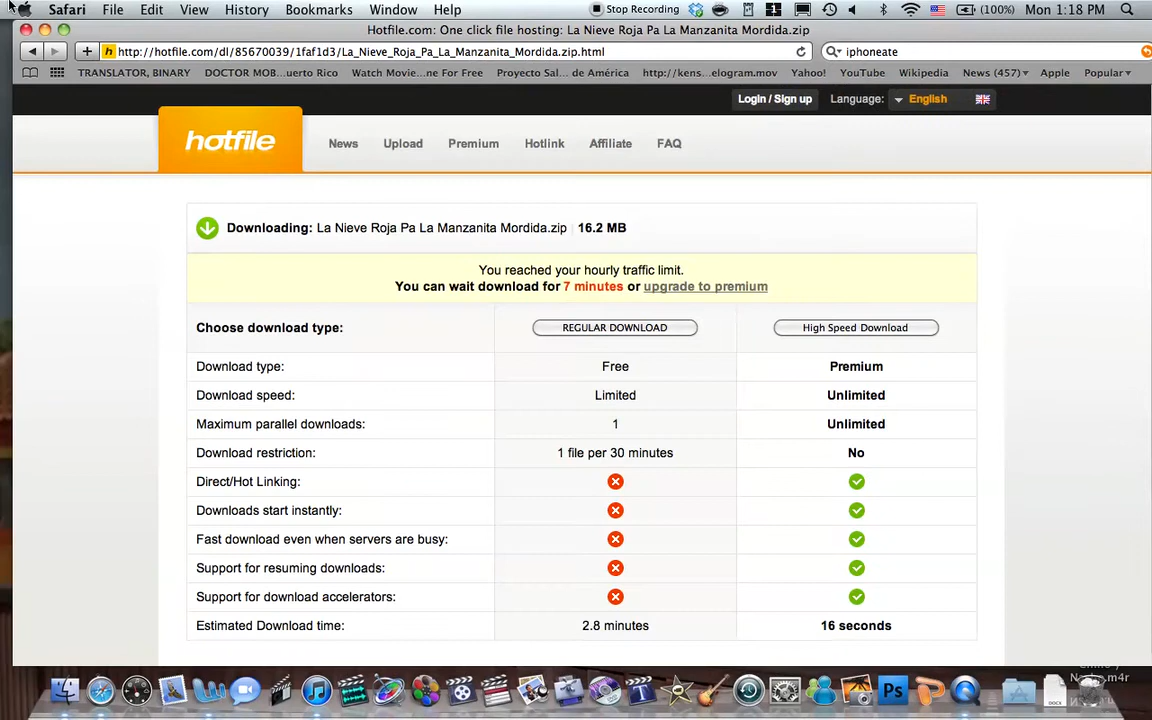 Safari File Edit View History Bookmarks Window Help Stop Recording 1 (100%) Mon 1:18 PM
Hotfile.com: One click file hosting: La Nieve Roja Pa La Manzanita Mordida.zip
h http://hotfile.com/dl/85670039/1faf1d3/La_Nieve_Roja_Pa_La_Manzanita_Mordida.zip.html iphoneate
TRANSLATOR, BINARY DOCTOR MOB...uerto Rico Watch Movie...ne For Free Proyecto Sal... de América http://kens...elogram.mov Yahoo! YouTube Wikipedia News (457) Apple Popular
Login / Sign up Language: English
hotfile News Upload Premium Hotlink Affiliate FAQ
Downloading: La Nieve Roja Pa La Manzanita Mordida.zip 16.2 MB
You reached your hourly traffic limit.
You can wait download for 7 minutes or upgrade to premium
Choose download type: REGULAR DOWNLOAD High Speed Download
Download type: Free Premium
Download speed: Limited Unlimited
Maximum parallel downloads: 1 Unlimited
Download restriction: 1 file per 30 minutes No
Direct/Hot Linking:
Downloads start instantly:
Fast download even when servers are busy:
Support for resuming downloads:
Support for download accelerators:
Estimated Download time: 2.8 minutes 16 seconds
Ps DOCX